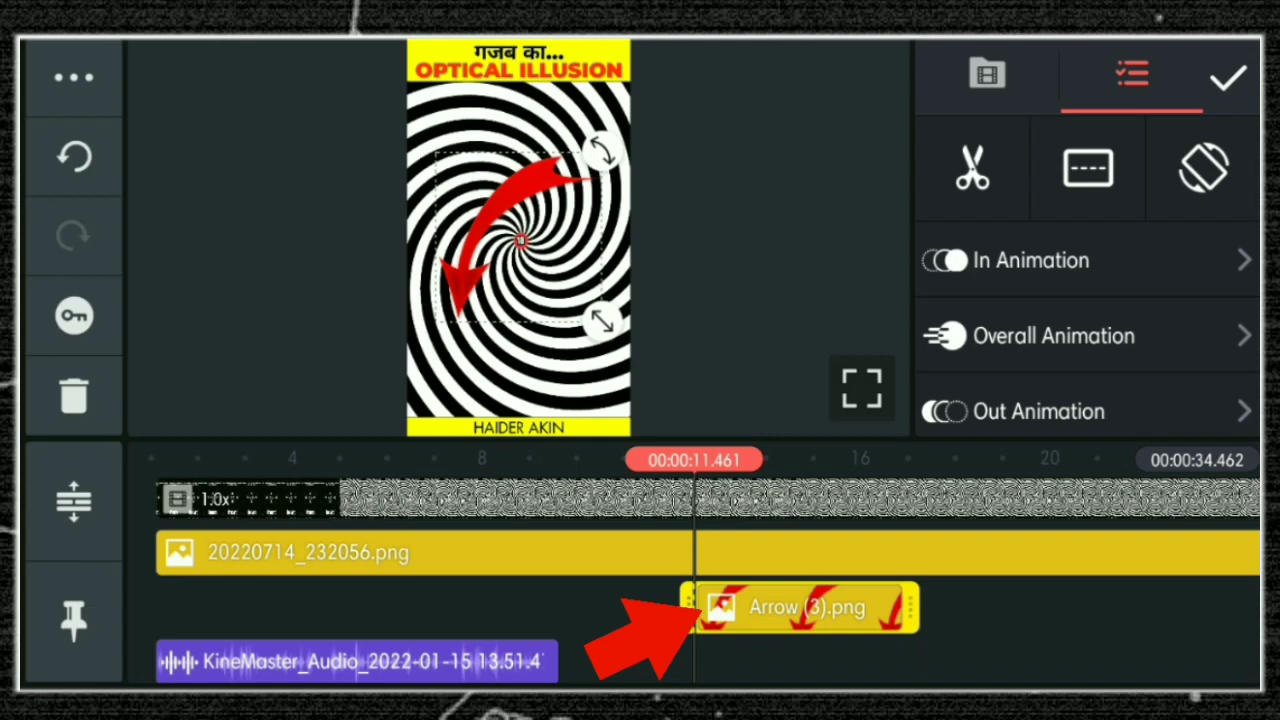 गजब का...
OPTICAL ILLUSION
HAIDER AKIN
In Animation
Overall Animation
Out Animation
4
8
00:00:11.461
16
20
00:00:34.462
1.0x
20220714_232056.png
Arrow (3).png
KineMaster_Audio_2022-01-15 13.51.4